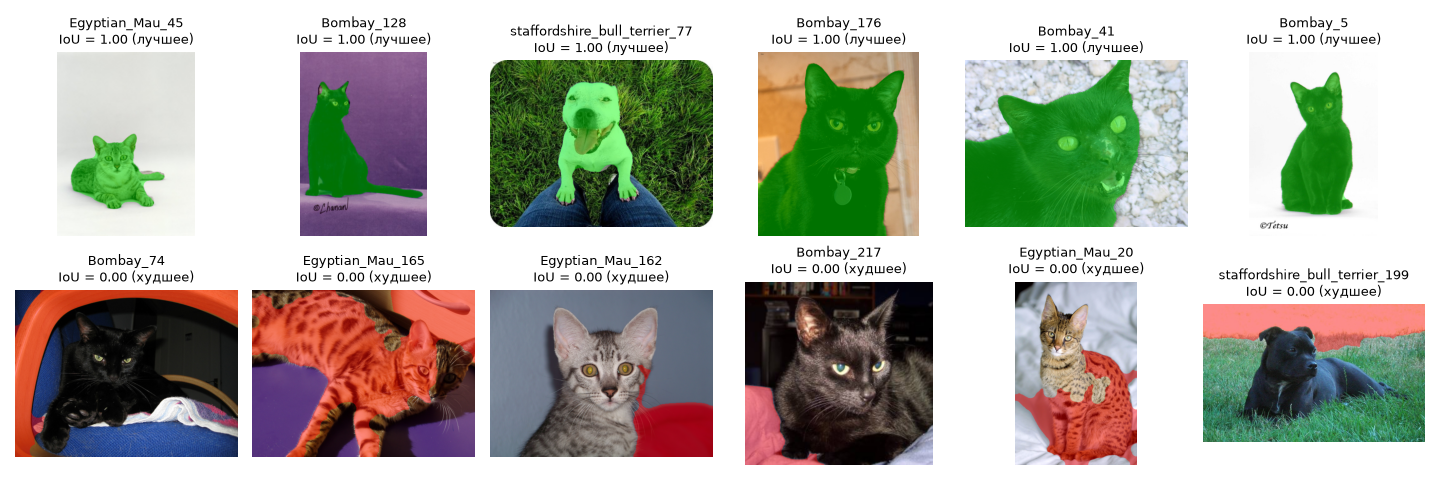 Egyptian_Mau_45
IoU = 1.00 (лучшее)
Bombay_128
IoU = 1.00 (лучшее)
staffordshire_bull_terrier_77
IoU = 1.00 (лучшее)
Bombay_176
IoU = 1.00 (лучшее)
Bombay_41
IoU = 1.00 (лучшее)
Bombay_5
IoU = 1.00 (лучшее)
©Tetsu
Bombay_74
IoU = 0.00 (худшее)
Egyptian_Mau_165
IoU = 0.00 (худшее)
Egyptian_Mau_162
IoU = 0.00 (худшее)
Bombay_217
IoU = 0.00 (худшее)
Egyptian_Mau_20
IoU = 0.00 (худшее)
staffordshire_bull_terrier_199
IoU = 0.00 (худшее)